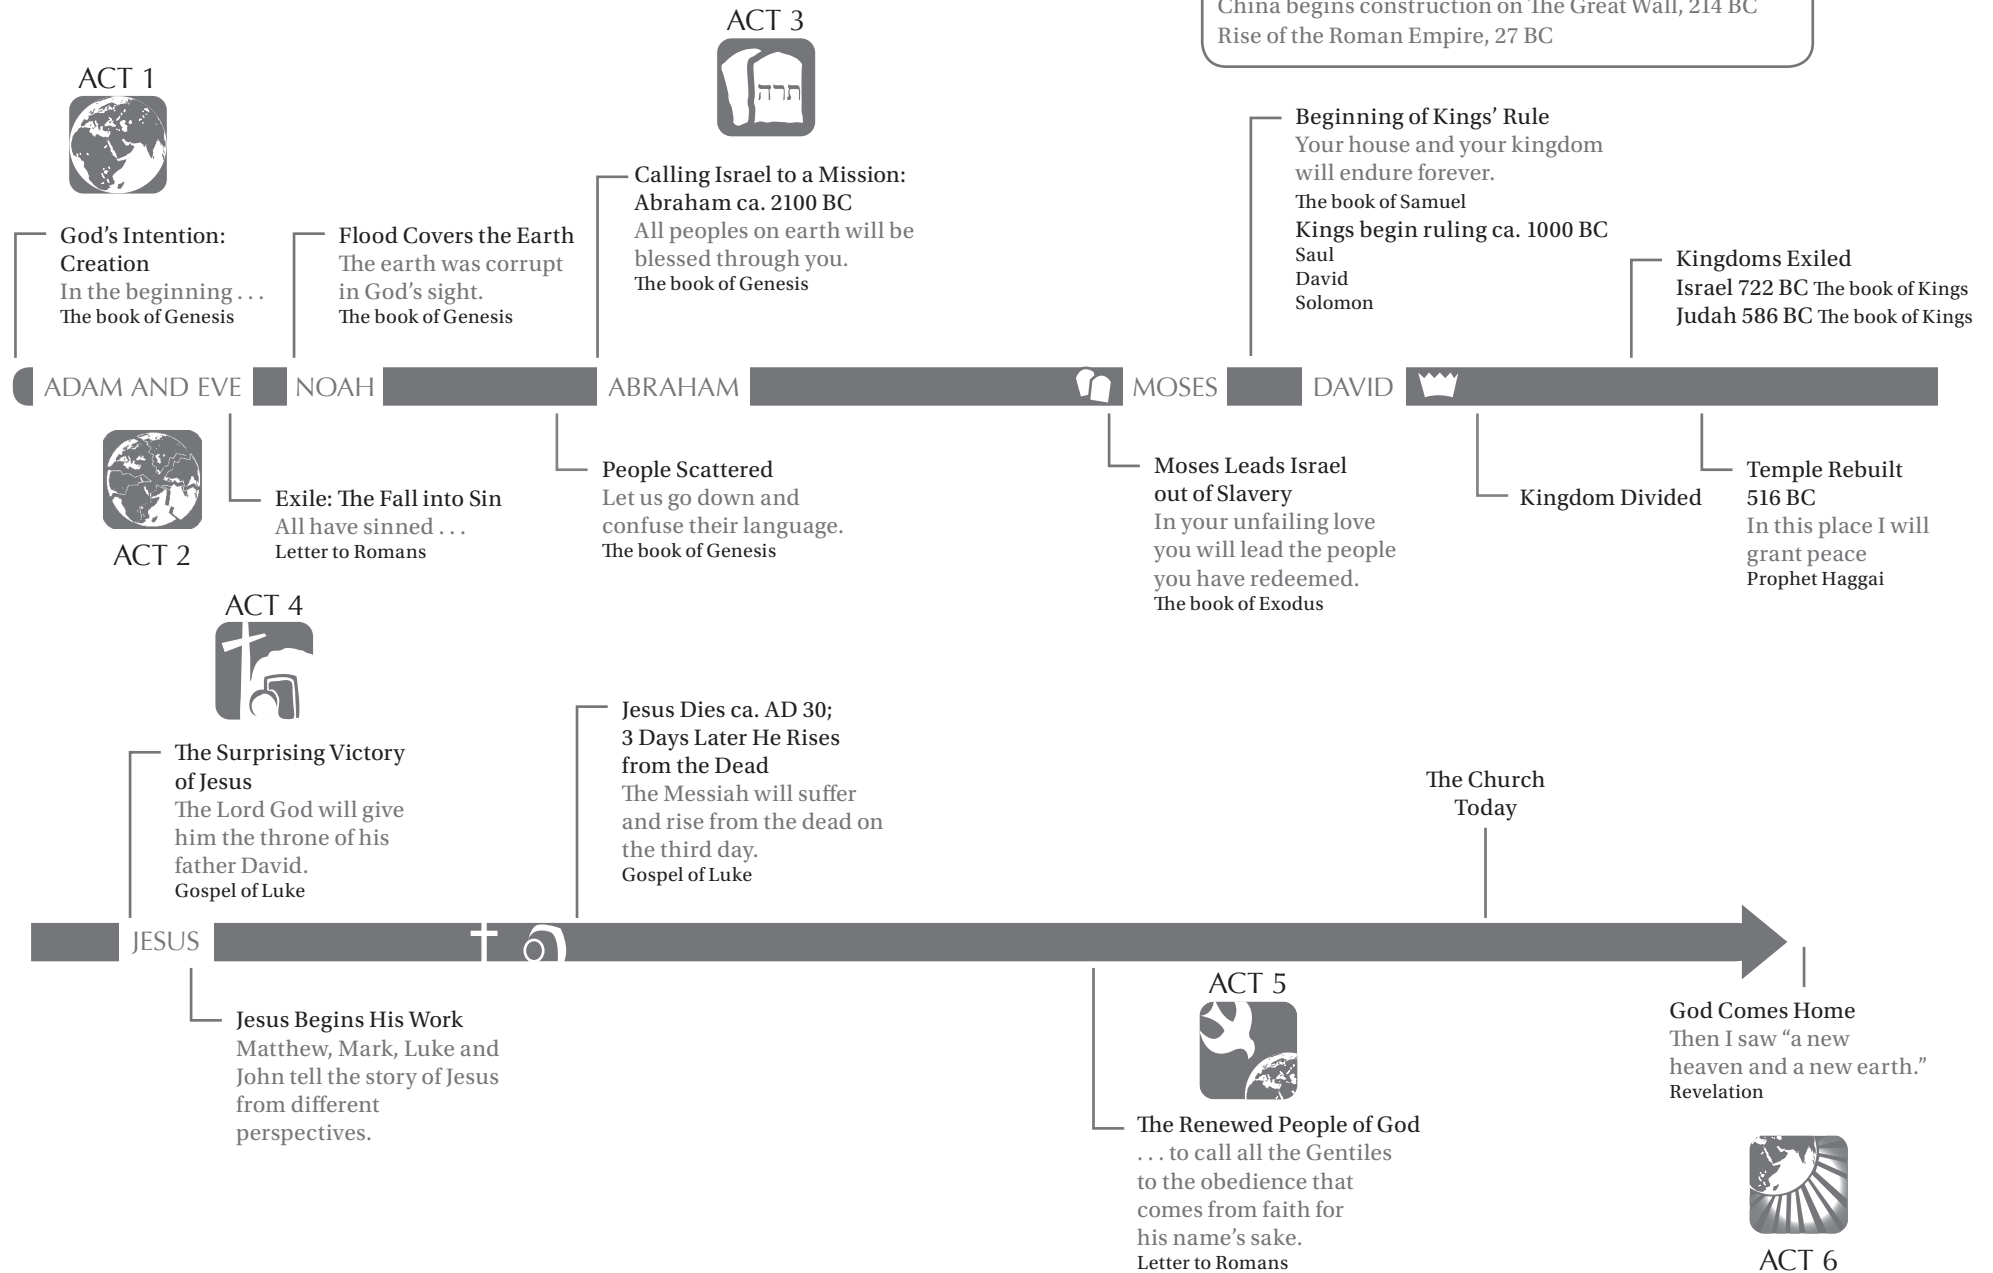 China begins construction on The Great Wall, 214 BC
Rise of the Roman Empire, 27 BC
ACT 1
God’s Intention:
Creation
In the beginning . . .
The book of Genesis
Flood Covers the Earth
The earth was corrupt
in God’s sight.
The book of Genesis
ACT 3
תרה
Calling Israel to a Mission:
Abraham ca. 2100 BC
All peoples on earth will be
blessed through you.
The book of Genesis
Beginning of Kings’ Rule
Your house and your kingdom
will endure forever.
The book of Samuel
Kings begin ruling ca. 1000 BC
Saul
David
Solomon
Kingdoms Exiled
Israel 722 BC The book of Kings
Judah 586 BC The book of Kings
ADAM AND EVE
NOAH
ABRAHAM
MOSES
DAVID
ACT 2
Exile: The Fall into Sin
All have sinned . . .
Letter to Romans
People Scattered
Let us go down and
confuse their language.
The book of Genesis
Moses Leads Israel
out of Slavery
In your unfailing love
you will lead the people
you have redeemed.
The book of Exodus
Kingdom Divided
Temple Rebuilt
516 BC
In this place I will
grant peace
Prophet Haggai
ACT 4
The Surprising Victory
of Jesus
The Lord God will give
him the throne of his
father David.
Gospel of Luke
Jesus Dies ca. AD 30;
3 Days Later He Rises
from the Dead
The Messiah will suffer
and rise from the dead on
the third day.
Gospel of Luke
The Church
Today
JESUS
Jesus Begins His Work
Matthew, Mark, Luke and
John tell the story of Jesus
from different
perspectives.
ACT 5
The Renewed People of God
. . . to call all the Gentiles
to the obedience that
comes from faith for
his name’s sake.
Letter to Romans
God Comes Home
Then I saw “a new
heaven and a new earth.”
Revelation
ACT 6